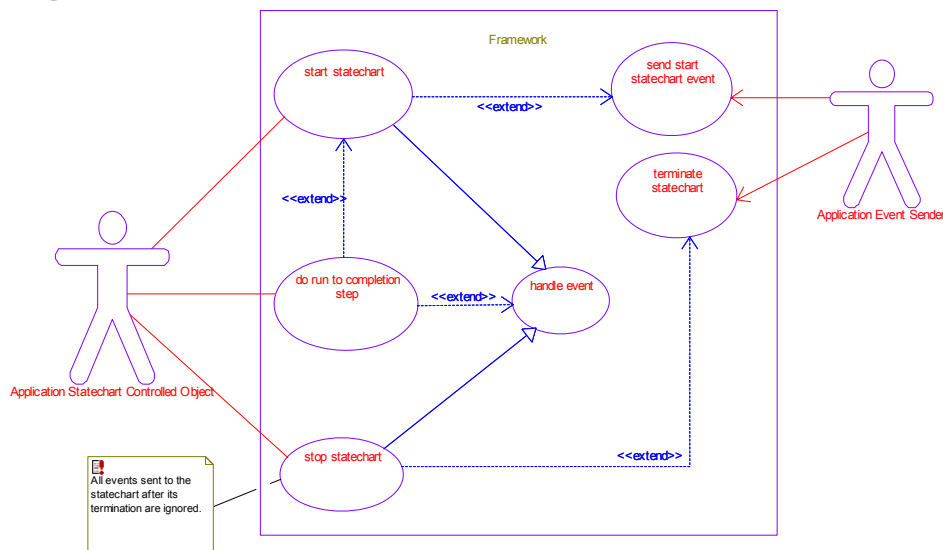 Framework
start statechart
send start
statechart event
<<extend>>
terminate
statechart
<<extend>>
Application Event Sender
do run to completion
step
<<extend>>
handle event
Application Statechart Controlled Object
stop statechart
<<extend>>
All events sent to the
statechart after its
termination are ignored.